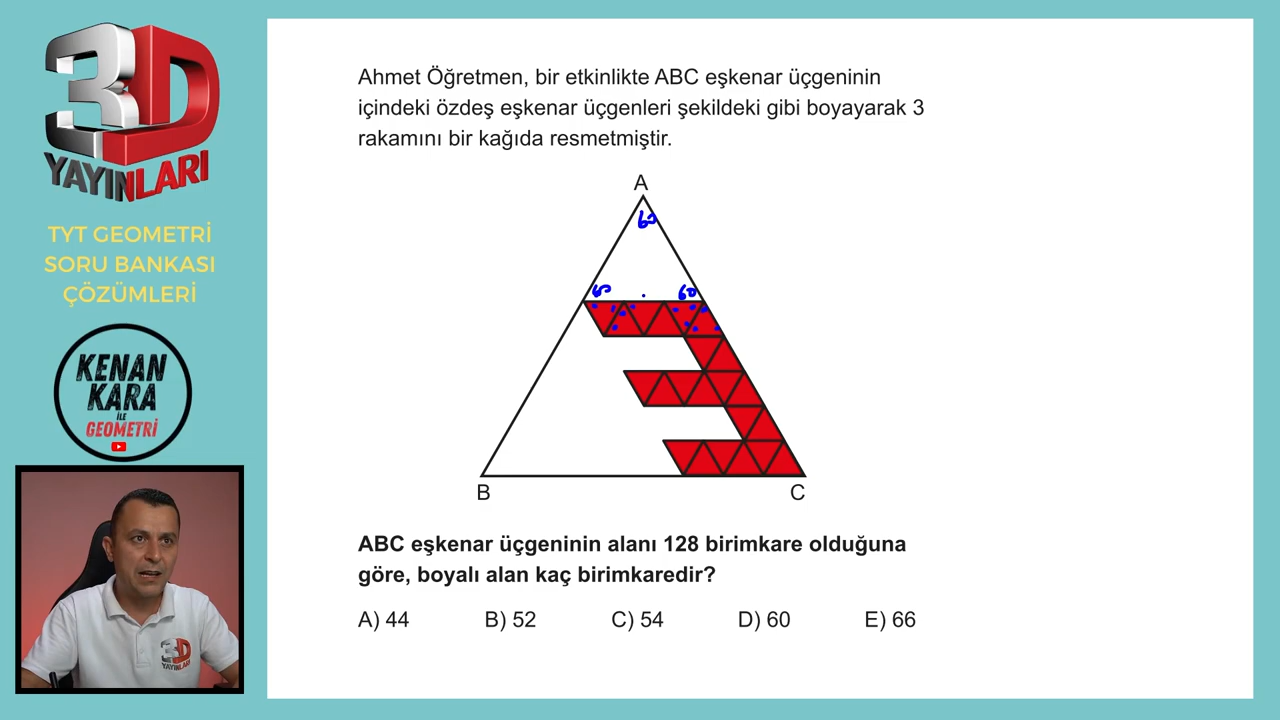 3D
YAYINLARI
TYT GEOMETRİ
SORU BANKASI
ÇÖZÜMLERİ
KENAN
KARA
İLE
GEOMETRİ
Ahmet Öğretmen, bir etkinlikte ABC eşkenar üçgeninin
içindeki özdeş eşkenar üçgenleri şekildeki gibi boyayarak 3
rakamını bir kağıda resmetmiştir.
A
60
60
60
B
C
ABC eşkenar üçgeninin alanı 128 birimkare olduğuna
göre, boyalı alan kaç birimkaredir?
A) 44 B) 52 C) 54 D) 60 E) 66
3D
YAYINLARI